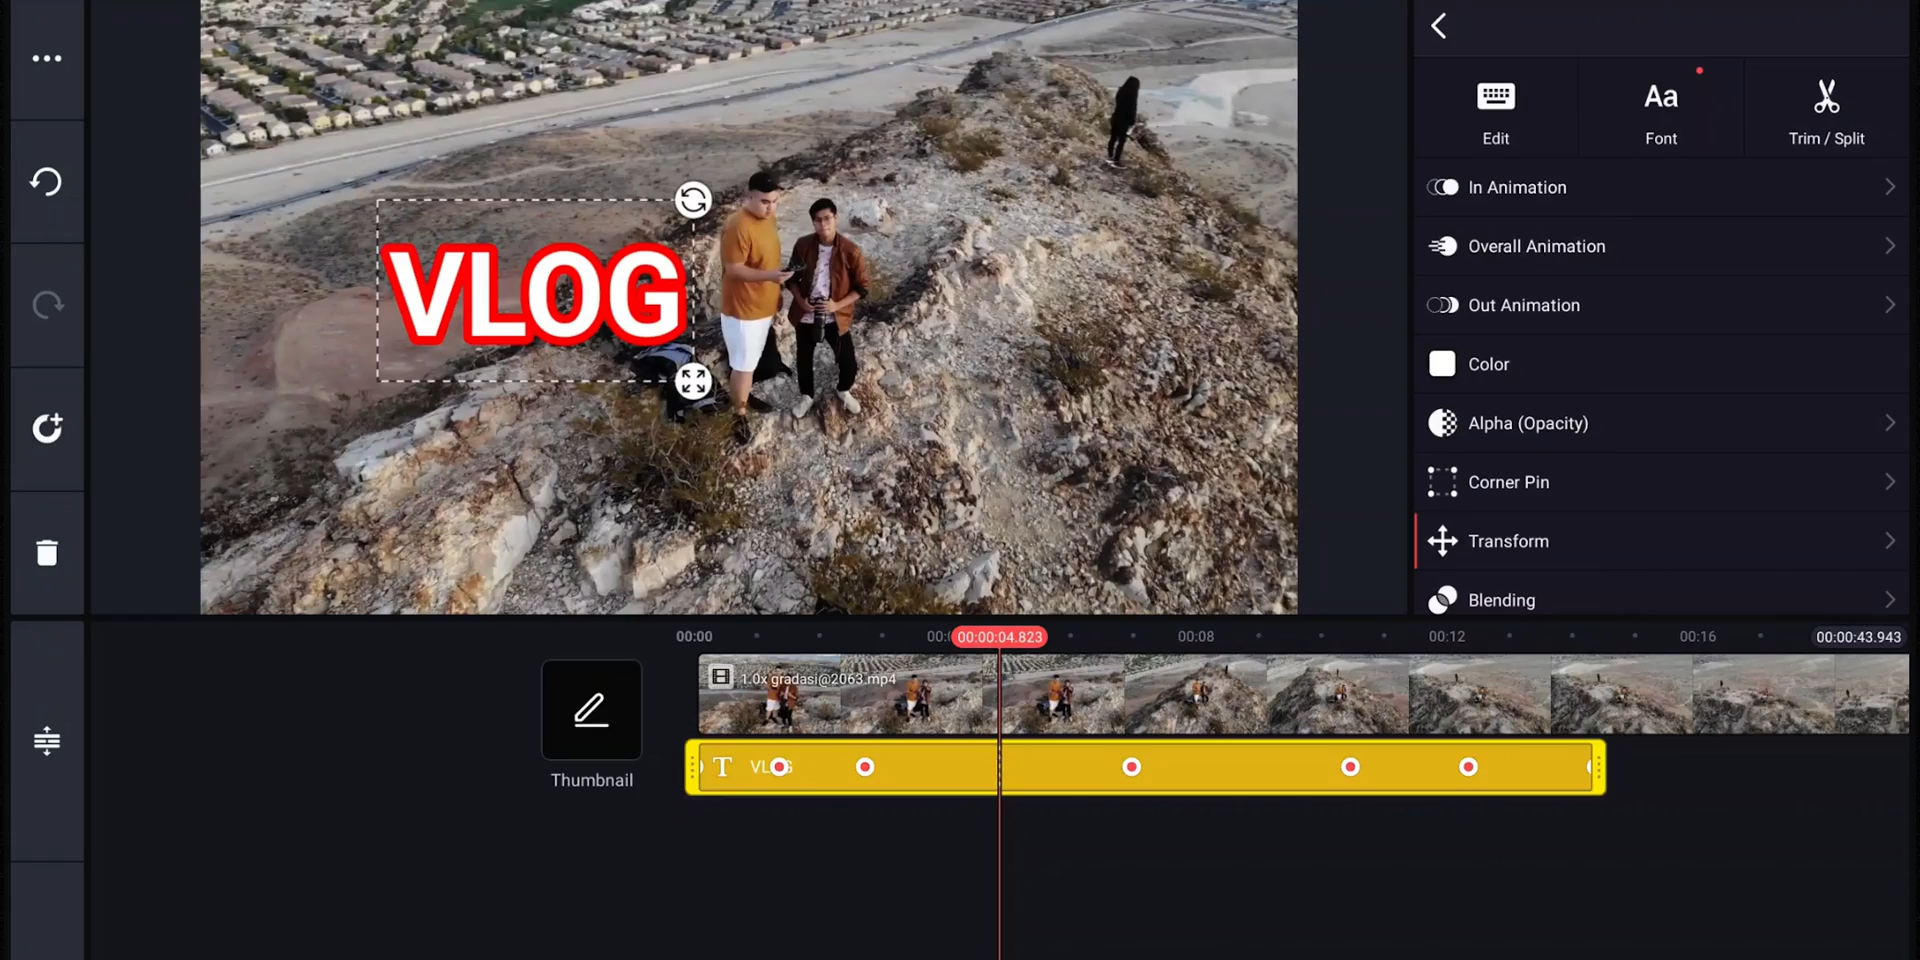 Edit
Font
Aa
Trim / Split
In Animation
Overall Animation
Out Animation
Color
Alpha (Opacity)
Corner Pin
Transform
Blending
VLOG
00:00
00:00:04.823
00:08
00:12
00:16
00:00:43.943
1.0x gradasi@2063.mp4
T
Thumbnail